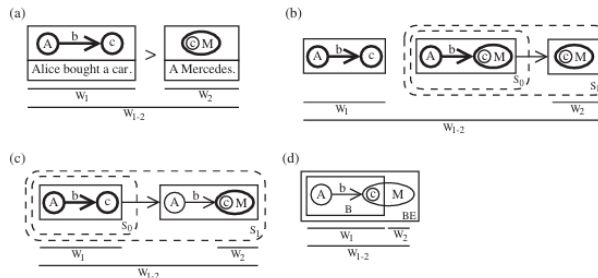 (a)
A b c > c M
Alice bought a car. A Mercedes.
W1 W2
W1-2
(b)
A b c A b c M c M
S0
W1 W2
W1-2
(c)
A b c A b c M
S0 S1
W1 W2
W1-2
(d)
A b c M
B BE
W1 W2
W1-2